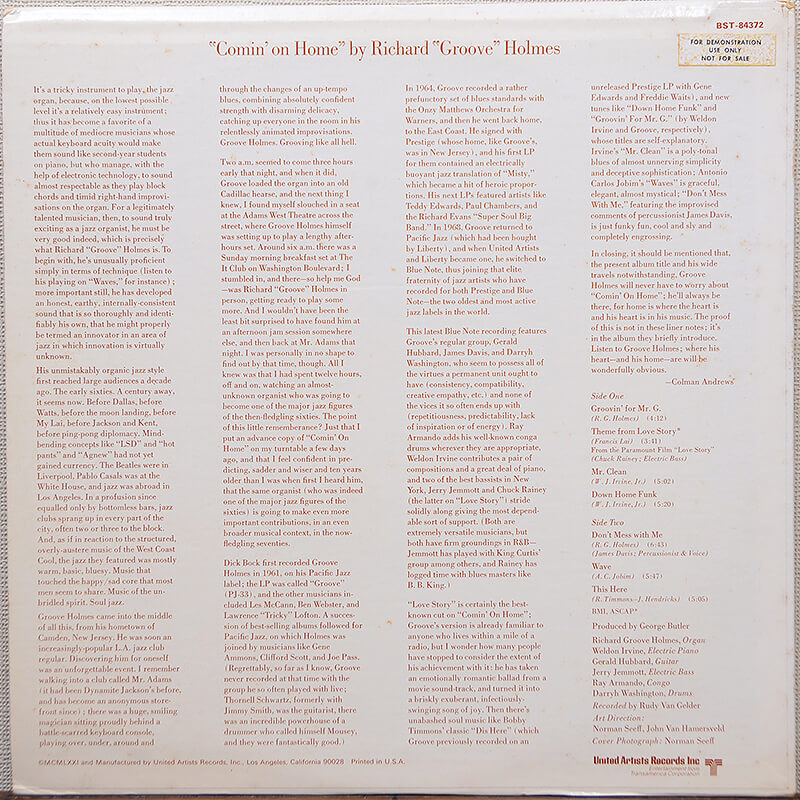 BST-84372
FOR DEMONSTRATION
USE ONLY
NOT FOR SALE
"Comin' on Home" by Richard "Groove" Holmes
It's a tricky instrument to play, the jazz
organ, because, on the lowest possible
level it's a relatively easy instrument;
thus it has become a favorite of a
multitude of mediocre musicians whose
actual keyboard acuity would make
them sound like second-year students
on piano, but who manage, with the
help of electronic technology, to sound
almost respectable as they play block
chords and timid right-hand improvi-
sations on the organ. For a legitimately
talented musician, then, to sound truly
exciting as a jazz organist, he must be
very good indeed, which is precisely
what Richard "Groove" Holmes is. To
begin with, he's unusually proficient
simply in terms of technique (listen to
his playing on "Waves," for instance);
more important still, he has developed
an honest, earthy, internally-consistent
sound that is so thoroughly and identi-
fiably his own, that he might properly
be termed an innovator in an area of
jazz in which innovation is virtually
unknown.
His unmistakably organic jazz style
first reached large audiences a decade
ago. The early sixties. A century away,
it seems now. Before Dallas, before
Watts, before the moon landing, before
My Lai, before Jackson and Kent,
before ping-pong diplomacy. Mind-
bending concepts like "LSD" and "hot
pants" and "Agnew" had not yet
gained currency. The Beatles were in
Liverpool, Pablo Casals was at the
White House, and jazz was abroad in
Los Angeles. In a profusion since
equalled only by bottomless bars, jazz
clubs sprang up in every part of the
city, often two or three to the block.
And, as if in reaction to the structured,
overly-austere music of the West Coast
Cool, the jazz they featured was mostly
warm, basic, bluesy. Music that
touched the happy/sad core that most
men seem to share. Music of the un-
bridled spirit. Soul jazz.
Groove Holmes came into the middle
of all this, from his hometown of
Camden, New Jersey. He was soon an
increasingly-popular L.A. jazz club
regular. Discovering him for oneself
was an unforgettable event. I remember
walking into a club called Mr. Adams
(it had been Dynamite Jackson's before,
and has become an anonymous store-
front since); there was a huge, smiling
magician sitting proudly behind a
battle-scarred keyboard console,
playing over, under, around and
through the changes of an up-tempo
blues, combining absolutely confident
strength with disarming delicacy,
catching up everyone in the room in his
relentlessly animated improvisations.
Groove Holmes. Grooving like all hell.
Two a.m. seemed to come three hours
early that night, and when it did,
Groove loaded the organ into an old
Cadillac hearse, and the next thing I
knew, I found myself slouched in a seat
at the Adams West Theatre across the
street, where Groove Holmes himself
was setting up to play a lengthy after-
hours set. Around six a.m. there was a
Sunday morning breakfast set at The
It Club on Washington Boulevard; I
stumbled in, and there—so help me God
—was Richard "Groove" Holmes in
person, getting ready to play some
more. And I wouldn't have been the
least bit surprised to have found him at
an afternoon jam session somewhere
else, and then back at Mr. Adams that
night. I was personally in no shape to
find out by that time, though. All I
knew was that I had spent twelve hours,
off and on, watching an almost-
unknown organist who was going to
become one of the major jazz figures
of the then-fledgling sixties. The point
of this little rememberance? Just that I
put an advance copy of "Comin' On
Home" on my turntable a few days
ago, and that I feel confident in pre-
dicting, sadder and wiser and ten years
older than I was when first I heard him,
that the same organist (who was indeed
one of the major jazz figures of the
sixties) is going to make even more
important contributions, in an even
broader musical context, in the now-
fledgling seventies.
Dick Bock first recorded Groove
Holmes in 1961, on his Pacific Jazz
label; the LP was called "Groove"
(PJ-33), and the other musicians in-
cluded Les McCann, Ben Webster, and
Lawrence "Tricky" Lofton. A succes-
sion of best-selling albums followed for
Pacific Jazz, on which Holmes was
joined by musicians like Gene
Ammons, Clifford Scott, and Joe Pass.
(Regrettably, so far as I know, Groove
never recorded at that time with the
group he so often played with live;
Thornell Schwartz, formerly with
Jimmy Smith, was the guitarist, there
was an incredible powerhouse of a
drummer who called himself Mousey,
and they were fantastically good.)
In 1964, Groove recorded a rather
prefunctory set of blues standards with
the Onzy Matthews Orchestra for
Warners, and then he went back home,
to the East Coast. He signed with
Prestige (whose home, like Groove's,
was in New Jersey), and his first LP
for them contained an electrically
buoyant jazz translation of "Misty,"
which became a hit of heroic propor-
tions. His next LPs featured artists like
Teddy Edwards, Paul Chambers, and
the Richard Evans "Super Soul Big
Band." In 1968, Groove returned to
Pacific Jazz (which had been bought
by Liberty), and when United Artists
and Liberty became one, he switched to
Blue Note, thus joining that elite
fraternity of jazz artists who have
recorded for both Prestige and Blue
Note—the two oldest and most active
jazz labels in the world.
This latest Blue Note recording features
Groove's regular group, Gerald
Hubbard, James Davis, and Darryh
Washington, who seem to possess all of
the virtues a permanent unit ought to
have (consistency, compatibility,
creative empathy, etc.) and none of
the vices it so often ends up with
(repetitiousness, predictability, lack
of inspiration or of energy). Ray
Armando adds his well-known conga
drums wherever they are appropriate,
Weldon Irvine contributes a pair of
compositions and a great deal of piano,
and two of the best bassists in New
York, Jerry Jemmott and Chuck Rainey
(the latter on "Love Story") stride
solidly along giving the most depend-
able sort of support. (Both are
extremely versatile musicians, but
both have firm groundings in R&B—
Jemmott has played with King Curtis'
group among others, and Rainey has
logged time with blues masters like
B. B. King.)
"Love Story" is certainly the best-
known cut on "Comin' On Home";
Groove's version is already familiar to
anyone who lives within a mile of a
radio, but I wonder how many people
have stopped to consider the extent of
his achievement with it: he has taken
an emotional romantic ballad from a
movie sound-track, and turned it into
a briskly exuberant, infectiously-
swinging song of joy. Then there's
unabashed soul music like Bobby
Timmons' classic "Dis Here" (which
Groove previously recorded on an
unreleased Prestige LP with Gene
Edwards and Freddie Waits), and new
tunes like "Down Home Funk" and
"Groovin' For Mr. G." (by Weldon
Irvine and Groove, respectively),
whose titles are self-explanatory.
Irvine's "Mr. Clean" is a poly-tonal
blues of almost unnerving simplicity
and deceptive sophistication; Antonio
Carlos Jobim's "Waves" is graceful,
elegant, almost mystical; "Don't Mess
With Me," featuring the improvised
comments of percussionist James Davis,
is just funky fun, cool and sly and
completely engrossing.
In closing, it should be mentioned that,
the present album title and his wide
travels notwithstanding, Groove
Holmes will never have to worry about
"Comin' On Home"; he'll always be
there, for home is where the heart is
and his heart is in his music. The proof
of this is not in these liner notes; it's
in the album they briefly introduce.
Listen to Groove Holmes; where his
heart—and his home—are will be
wonderfully obvious.
—Colman Andrews
Side One
Groovin' for Mr. G.
(R.G. Holmes) (4:12)
Theme from Love Story*
(Francis Lai) (3:41)
From the Paramount Film "Love Story"
(Chuck Rainey; Electric Bass)
Mr. Clean
(W. J. Irvine, Jr.) (5:02)
Down Home Funk
(W. J. Irvine, Jr.) (5:20)
Side Two
Don't Mess with Me
(R.G. Holmes) (6:43)
(James Davis; Percussionist & Voice)
Wave
(A.C. Jobim) (5:47)
This Here
(R. Timmons–J. Hendricks) (5:05)
BMI, ASCAP*
Produced by George Butler
Richard Groove Holmes, Organ
Weldon Irvine, Electric Piano
Gerald Hubbard, Guitar
Jerry Jemmott, Electric Bass
Ray Armando, Congo
Darryh Washington, Drums
Recorded by Rudy Van Gelder
Art Direction:
Norman Seeff, John Van Hamersveld
Cover Photograph: Norman Seeff
©MCMLXXI and Manufactured by United Artists Records, Inc., Los Angeles, California 90028 Printed in U.S.A.
United Artists Records Inc
Entertainment from
Transamerica Corporation